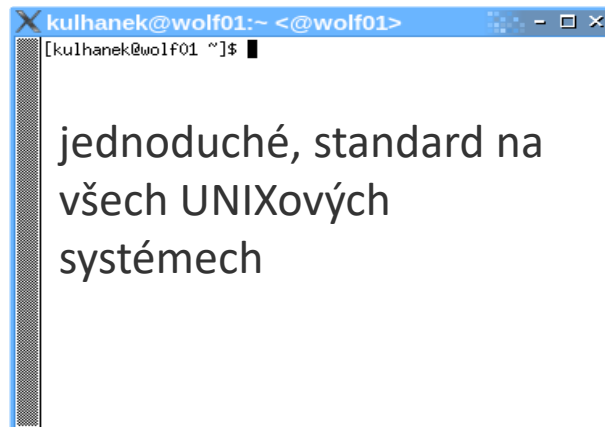 kulhanek@wolf01:~ <@wolf01>
[kulhanek@wolf01 ~]$
jednoduché, standard na
všech UNIXových
systémech